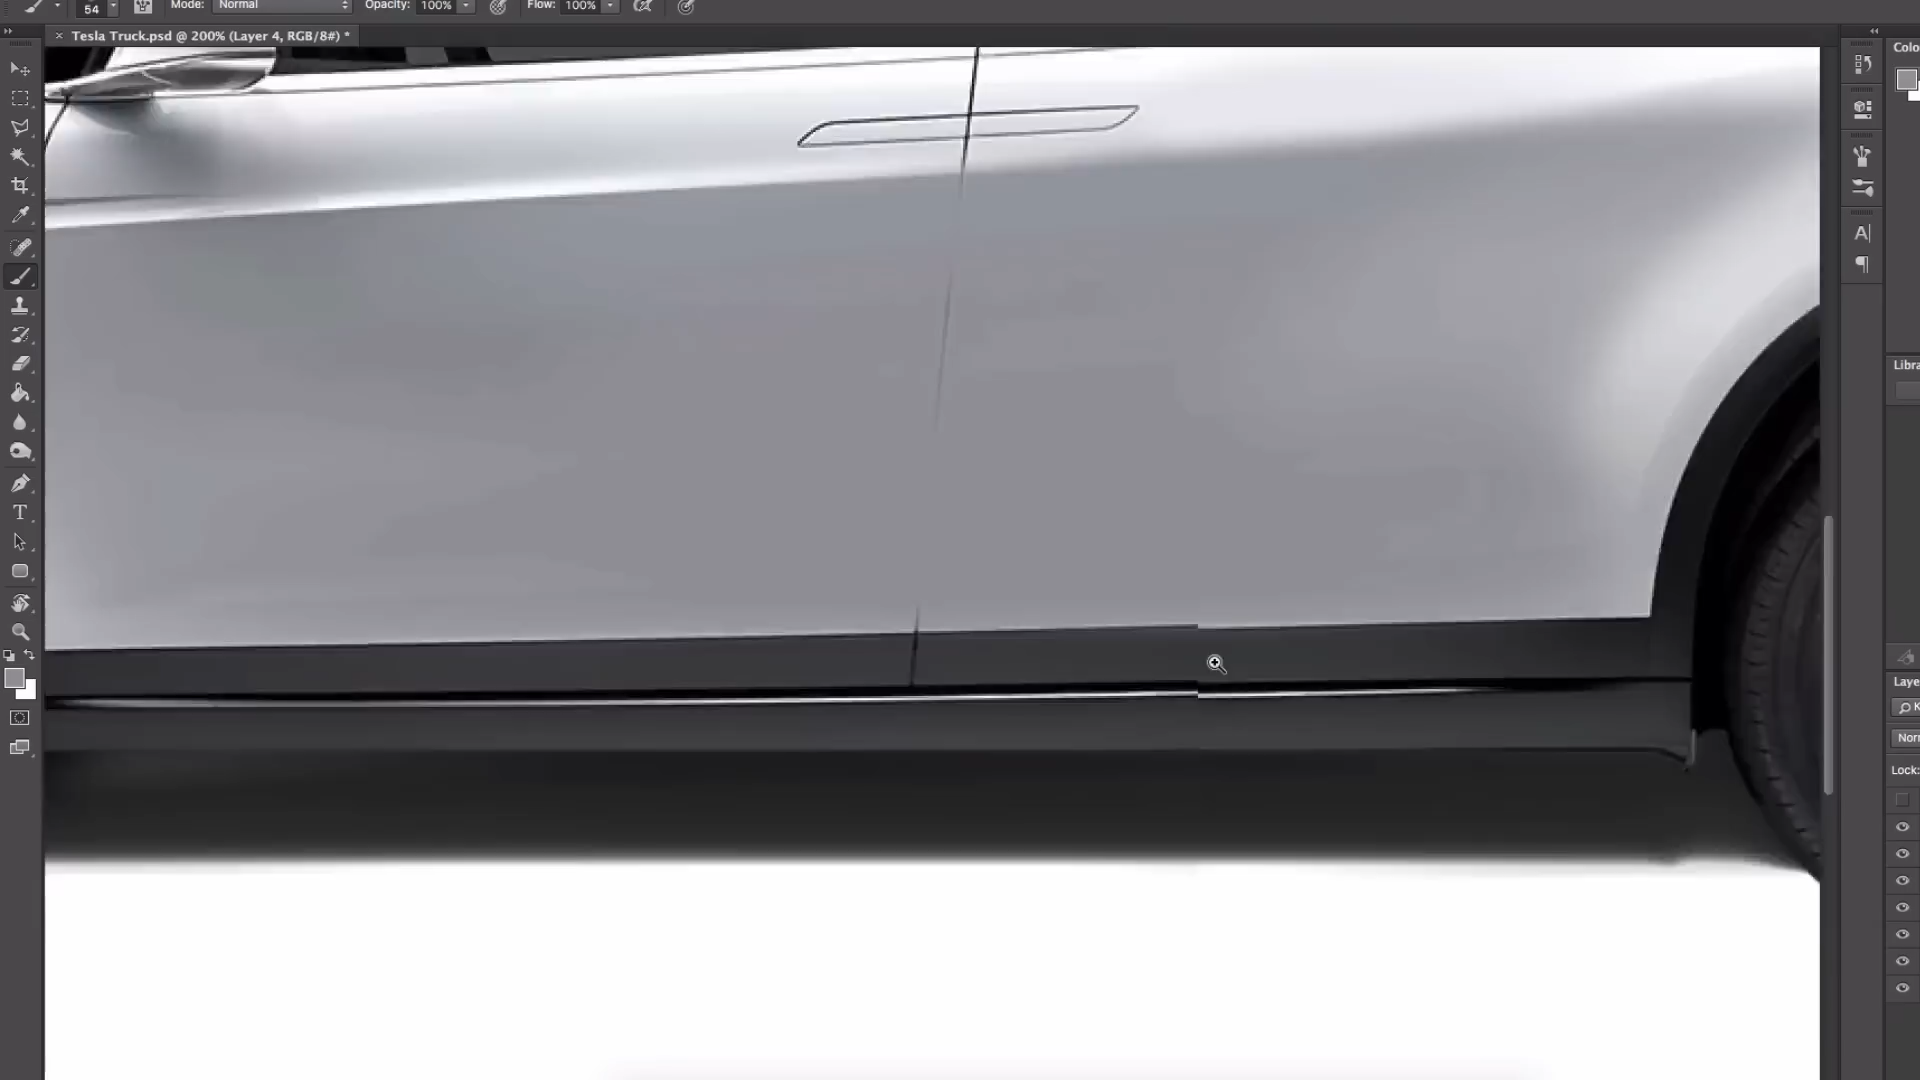 54 Mode: Normal Opacity: 100% Flow: 100%
× Tesla Truck.psd @ 200% (Layer 4, RGB/8#) *
Colo
A|
Libra
T
Laye
K
Norr
Lock: